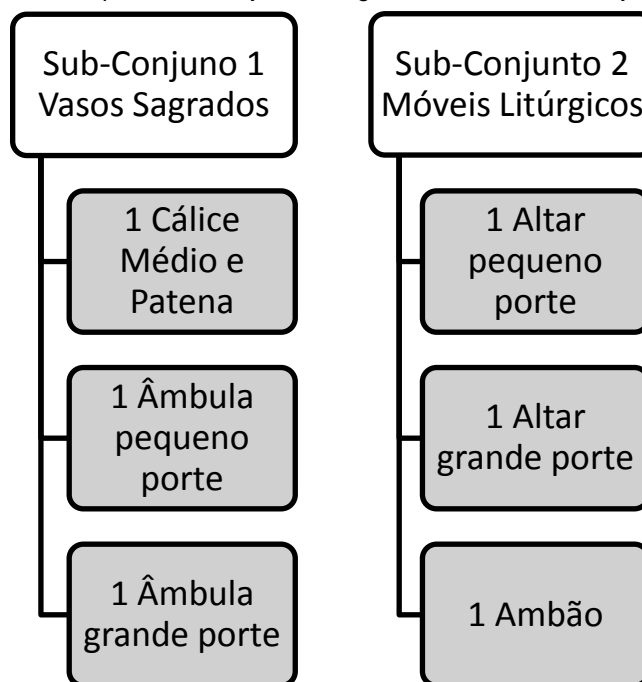 Sub-Conjuno 1
Vasos Sagrados
1 Cálice
Médio e
Patena
1 Âmbula
pequeno
porte
1 Âmbula
grande porte
Sub-Conjunto 2
Móveis Litúrgicos
1 Altar
pequeno
porte
1 Altar
grande porte
1 Ambão